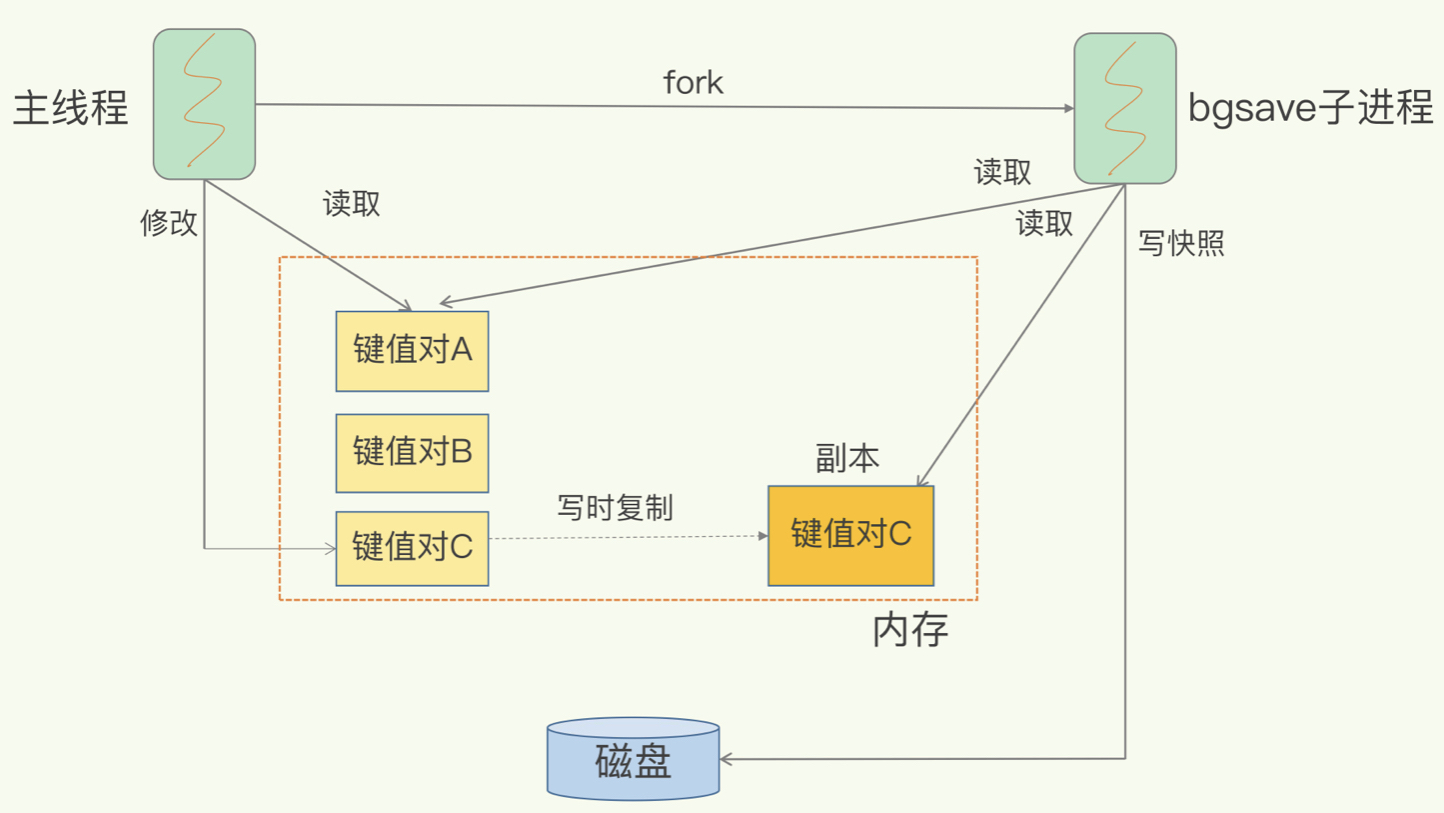 fork
主线程
bgsave子进程
读取
修改
读取
读取
写快照
键值对A
键值对B
副本
写时复制
键值对C
键值对C
内存
磁盘